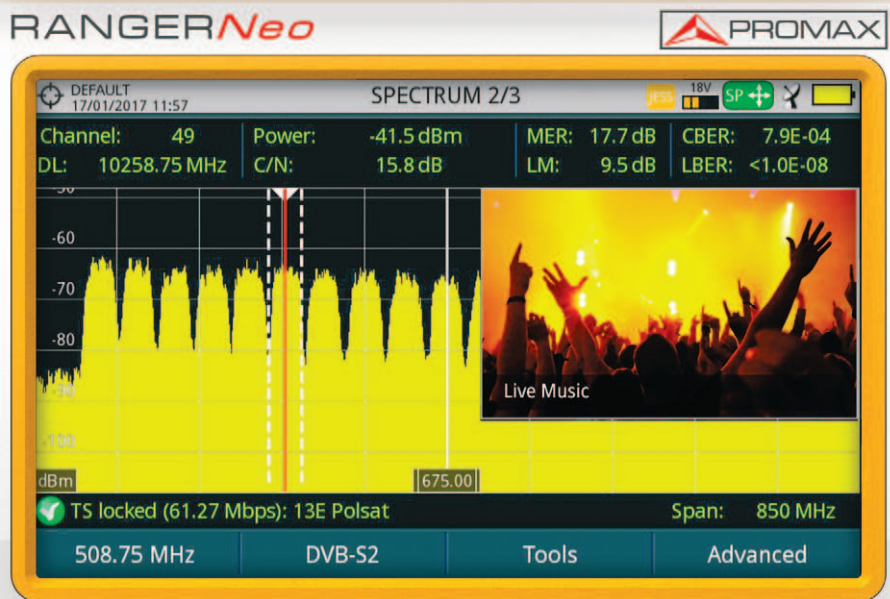 RANGERNeo
PROMAX
DEFAULT
17/01/2017 11:57
SPECTRUM 2/3
JESS
18V
SP
Channel: 49
Power: -41.5 dBm
MER: 17.7 dB
CBER: 7.9E-04
DL: 10258.75 MHz
C/N: 15.8 dB
LM: 9.5 dB
LBER: <1.0E-08
-50
-60
-70
-80
-90
-100
dBm
675.00
Live Music
TS locked (61.27 Mbps): 13E Polsat
Span: 850 MHz
508.75 MHz
DVB-S2
Tools
Advanced